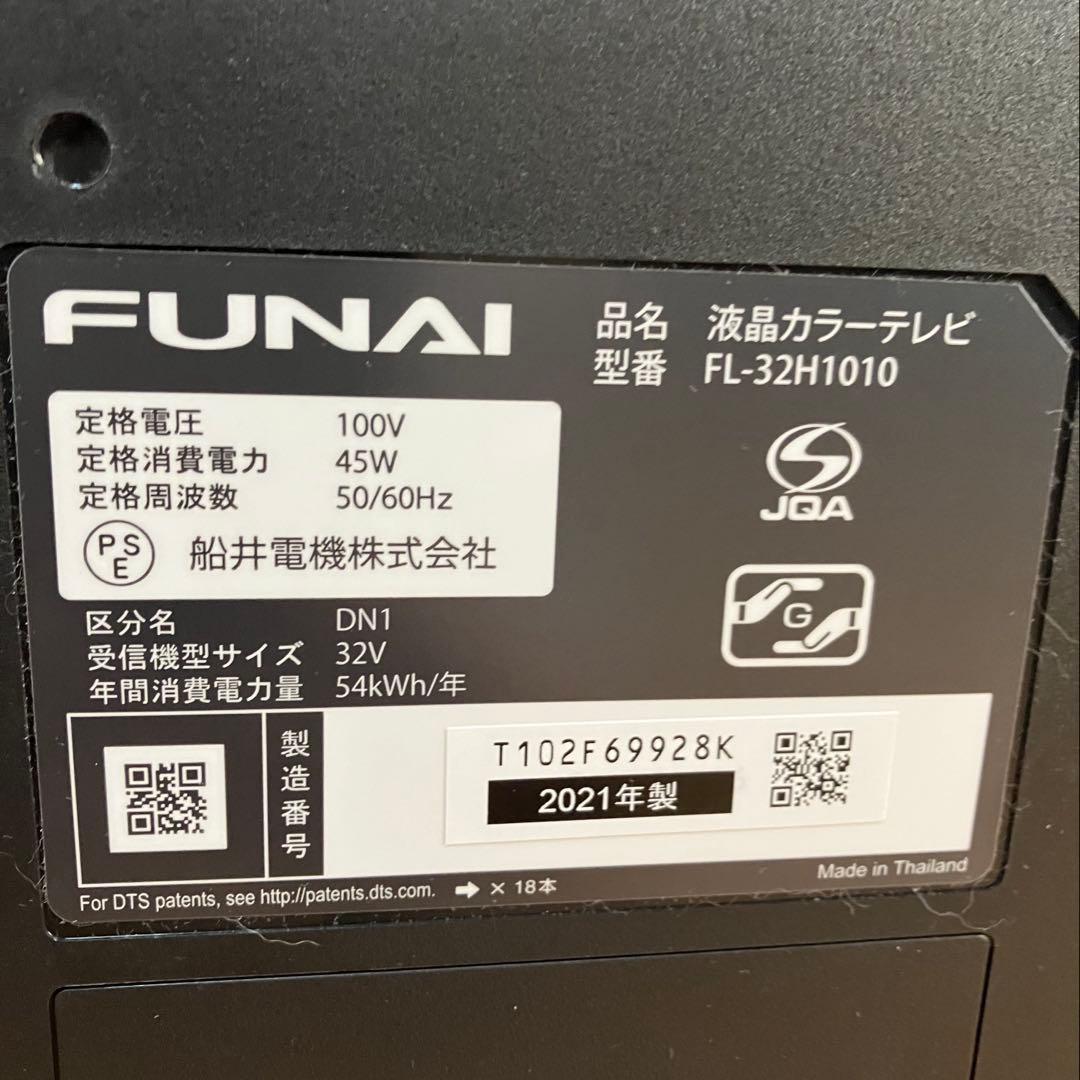 FUNAI
品名 液晶カラーテレビ
型番 FL-32H1010
定格電圧 100V
定格消費電力 45W
定格周波数 50/60Hz
PSE 船井電機株式会社
JQA
G
区分名 DN1
受信機型サイズ 32V
年間消費電力量 54kWh/年
製造番号
T102F69928K
2021年製
Made in Thailand
For DTS patents, see http://patents.dts.com. ➡ × 18本